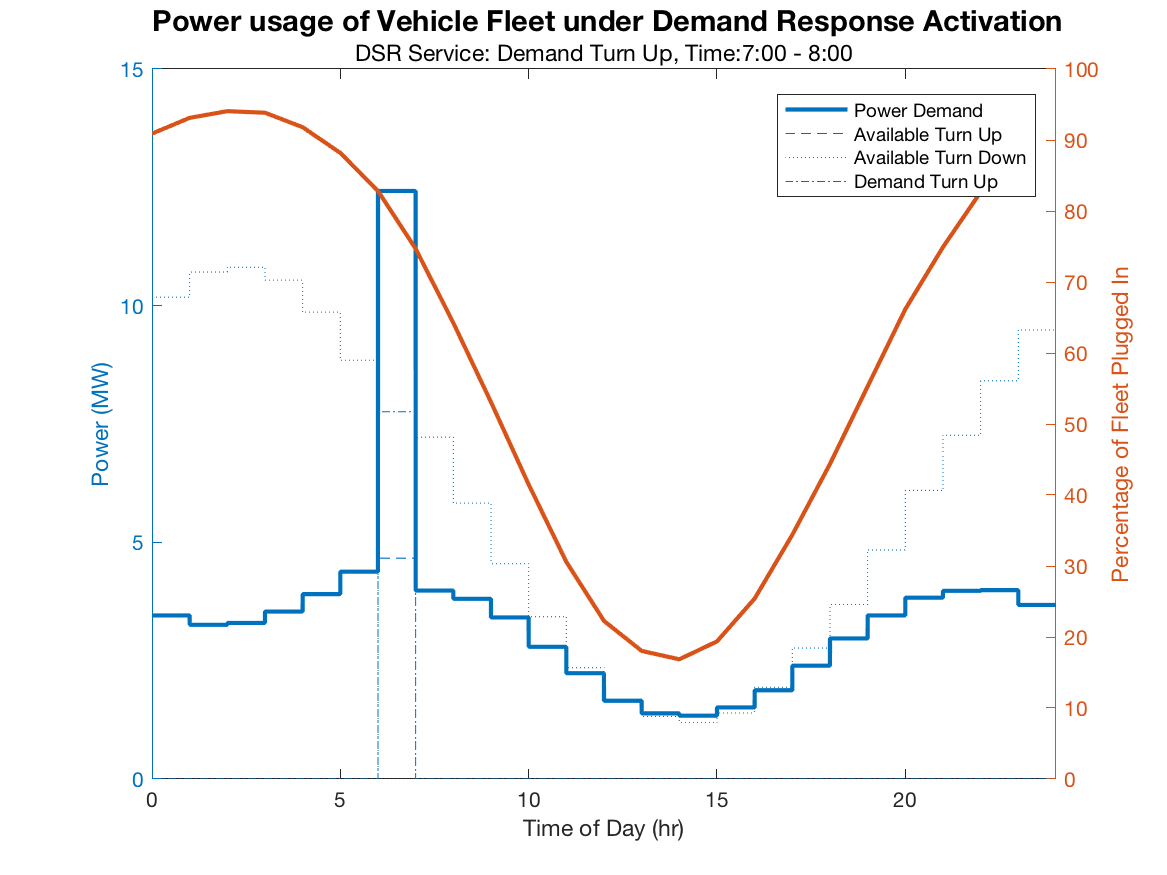 Power usage of Vehicle Fleet under Demand Response Activation
DSR Service: Demand Turn Up, Time:7:00 - 8:00
Power Demand
Available Turn Up
Available Turn Down
Demand Turn Up
15
10
5
0
Power (MW)
100
90
80
70
60
50
40
30
20
10
0
Percentage of Fleet Plugged In
0
5
10
15
20
Time of Day (hr)